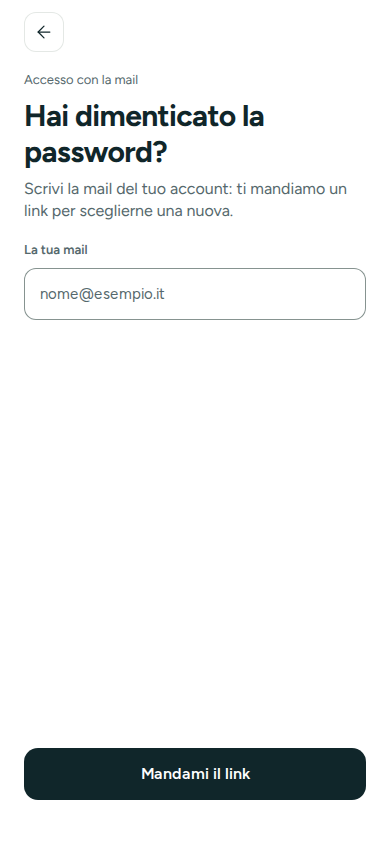 Accesso con la mail
Hai dimenticato la
password?
Scrivi la mail del tuo account: ti mandiamo un
link per sceglierne una nuova.
La tua mail
nome@esempio.it
Mandami il link